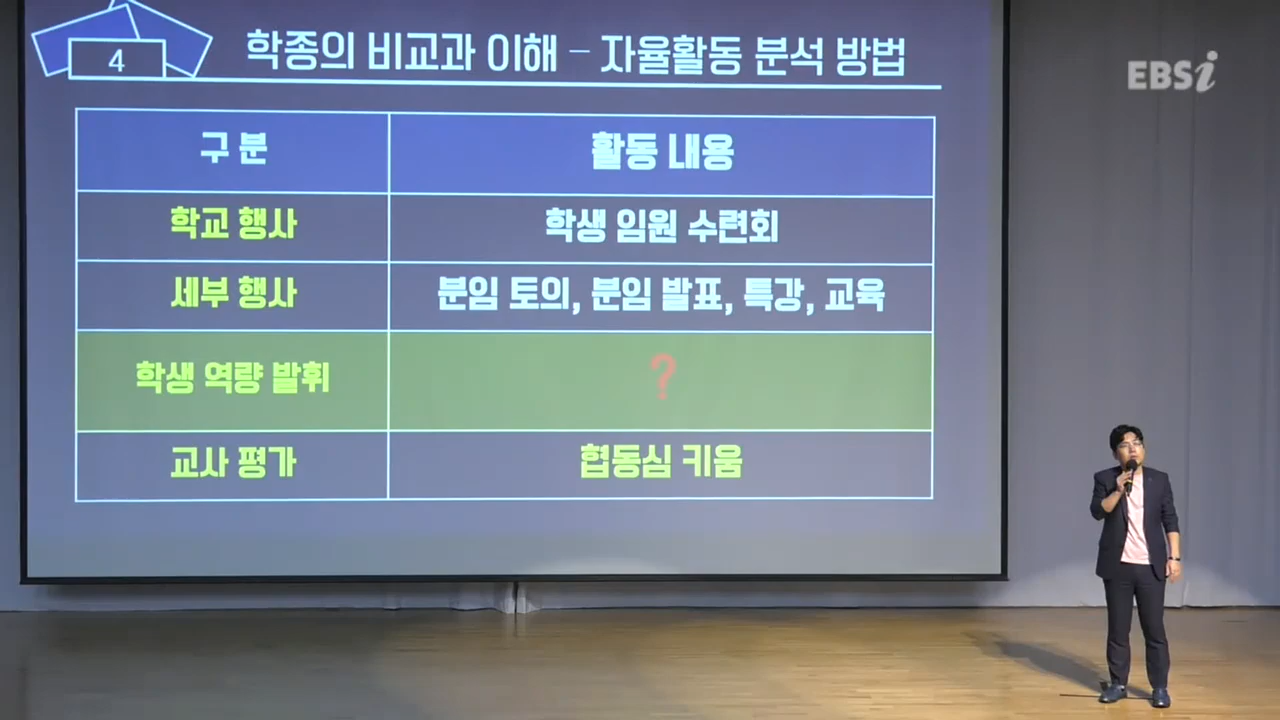 4
학종의 비교과 이해 - 자율활동 분석 방법
EBSi
구 분
활동 내용
학교 행사
학생 임원 수련회
세부 행사
분임 토의, 분임 발표, 특강, 교육
학생 역량 발휘
?
교사 평가
협동심 키움